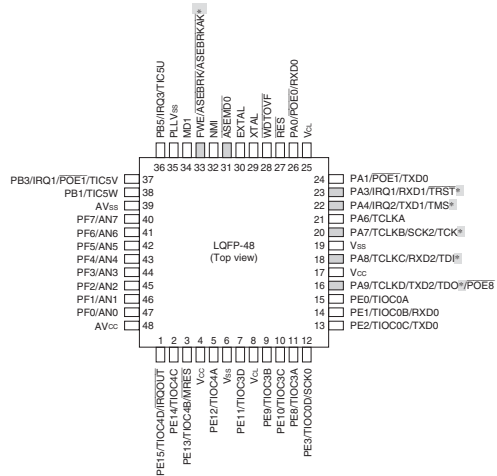 PB5/IRQ3/TIC5U
PLLVss
MD1
FWE/ASEBRK/ASEBRKAK*
NMI
ASEMD0
EXTAL
XTAL
WDTOVF
RES
PA0/POE0/RXD0
VCL
36 35 34 33 32 31 30 29 28 27 26 25
PB3/IRQ1/POE1/TIC5V 37
PB1/TIC5W 38
AVss 39
PF7/AN7 40
PF6/AN6 41
PF5/AN5 42
PF4/AN4 43
PF3/AN3 44
PF2/AN2 45
PF1/AN1 46
PF0/AN0 47
AVcc 48
LQFP-48
(Top view)
24 PA1/POE1/TXD0
23 PA3/IRQ1/RXD1/TRST*
22 PA4/IRQ2/TXD1/TMS*
21 PA6/TCLKA
20 PA7/TCLKB/SCK2/TCK*
19 Vss
18 PA8/TCLKC/RXD2/TDI*
17 Vcc
16 PA9/TCLKD/TXD2/TDO*/POE8
15 PE0/TIOC0A
14 PE1/TIOC0B/RXD0
13 PE2/TIOC0C/TXD0
1 2 3 4 5 6 7 8 9 10 11 12
PE15/TIOC4D/IRQOUT
PE14/TIOC4C
PE13/TIOC4B/MRES
Vcc
PE12/TIOC4A
Vss
PE11/TIOC3D
VCL
PE9/TIOC3B
PE10/TIOC3C
PE8/TIOC3A
PE3/TIOC0D/SCK0